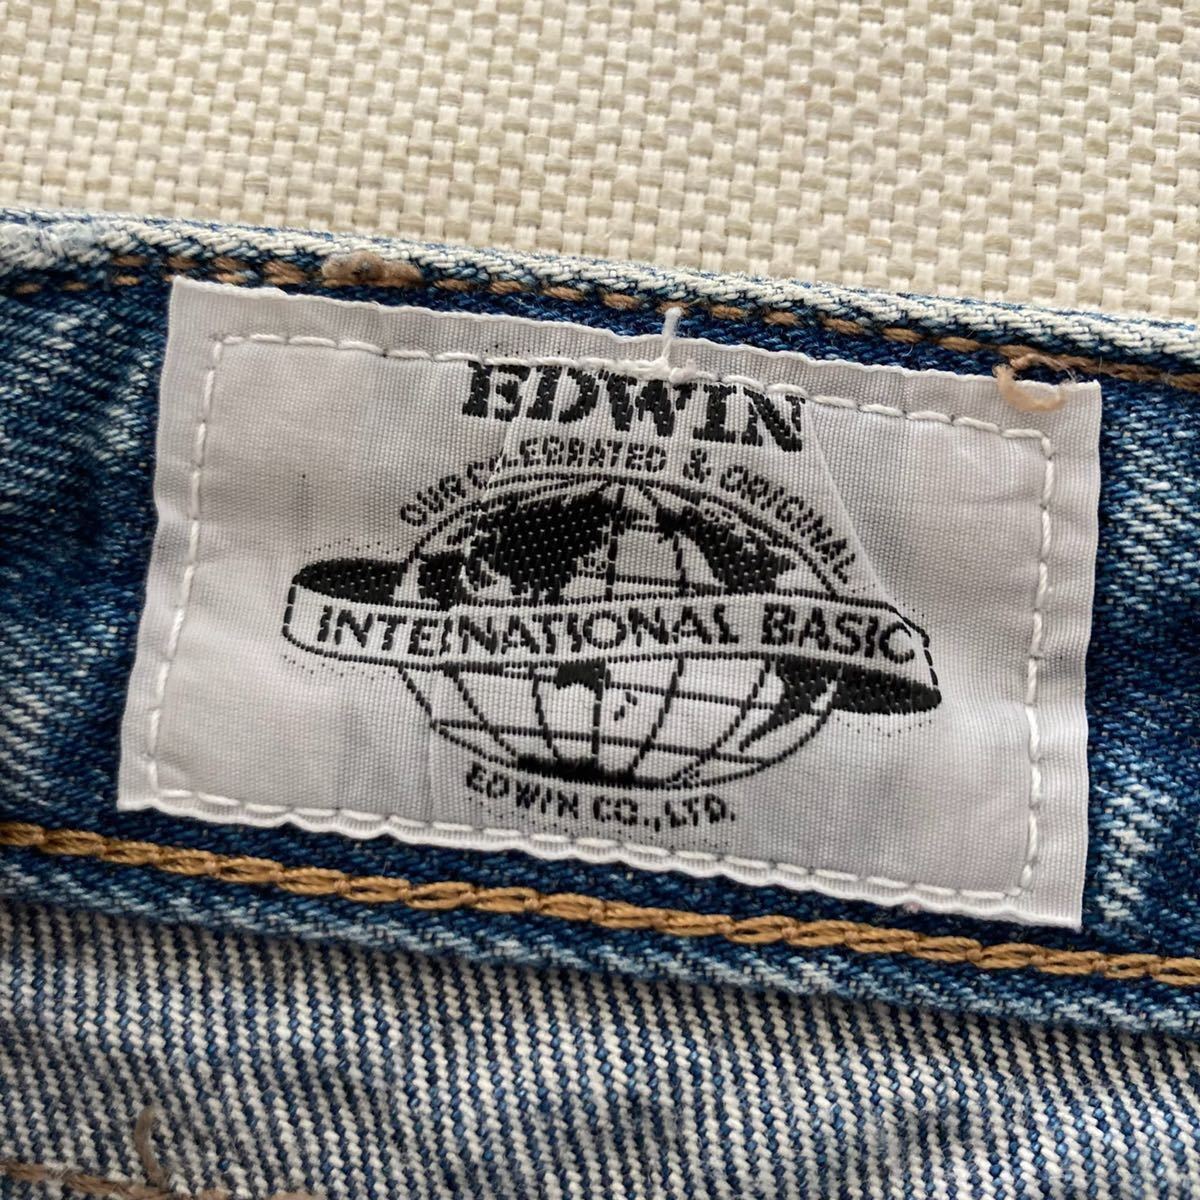 EDWIN
OUR CELEBRATED & ORIGINAL
INTERNATIONAL BASIC
EDWIN CO., LTD.